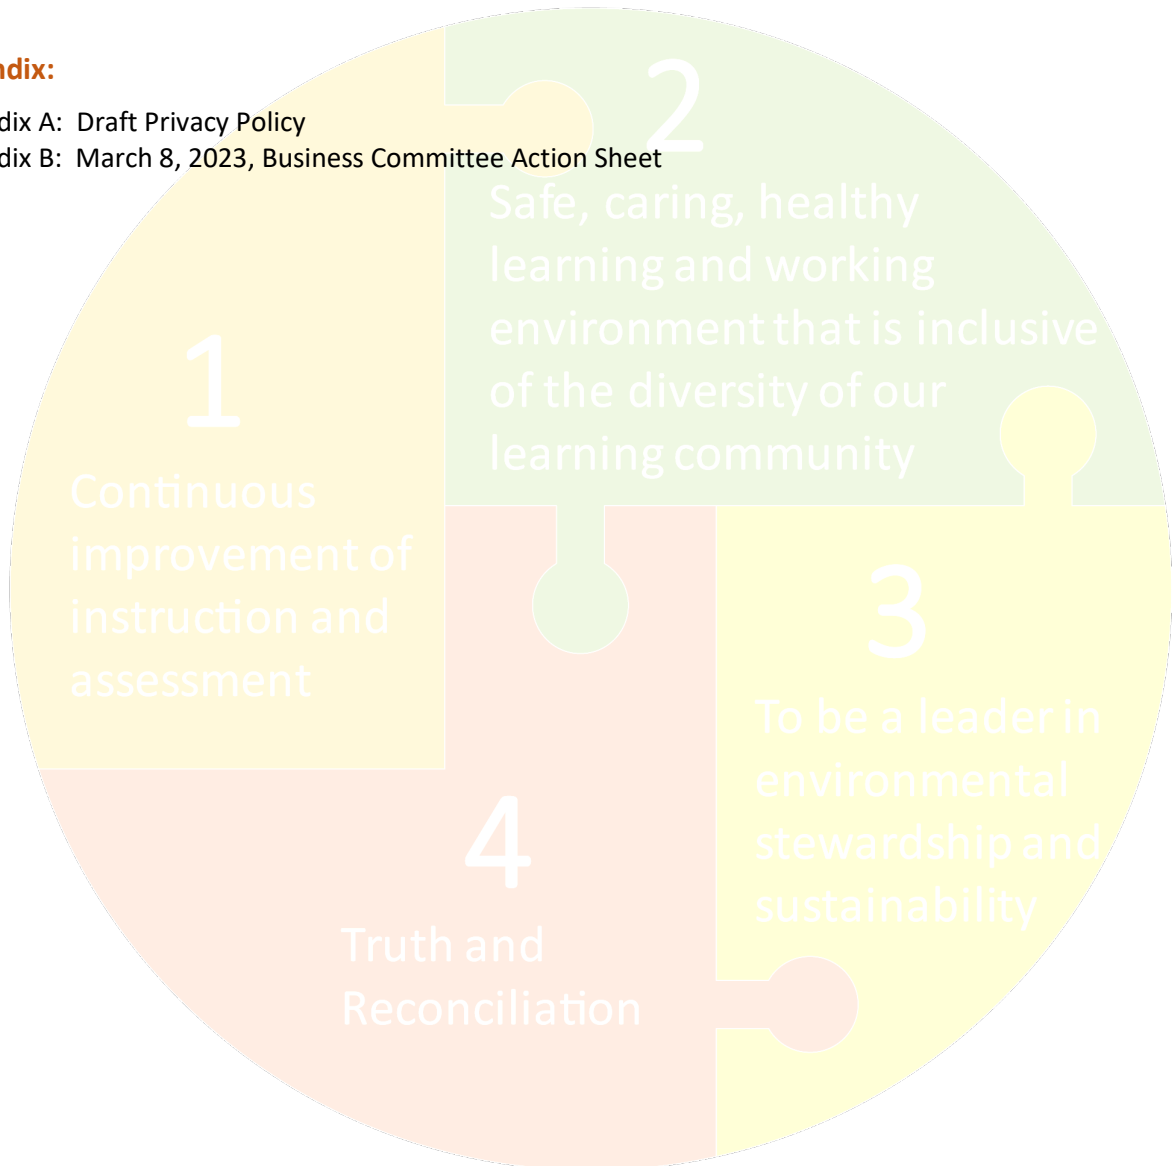 ndix:
dix A: Draft Privacy Policy
dix B: March 8, 2023, Business Committee Action Sheet
2
Safe, caring, healthy
learning and working
environment that is inclusive
of the diversity of our
learning community
1
Continuous
improvement of
instruction and
assessment
3
To be a leader in
environmental
stewardship and
sustainability
4
Truth and
Reconciliation